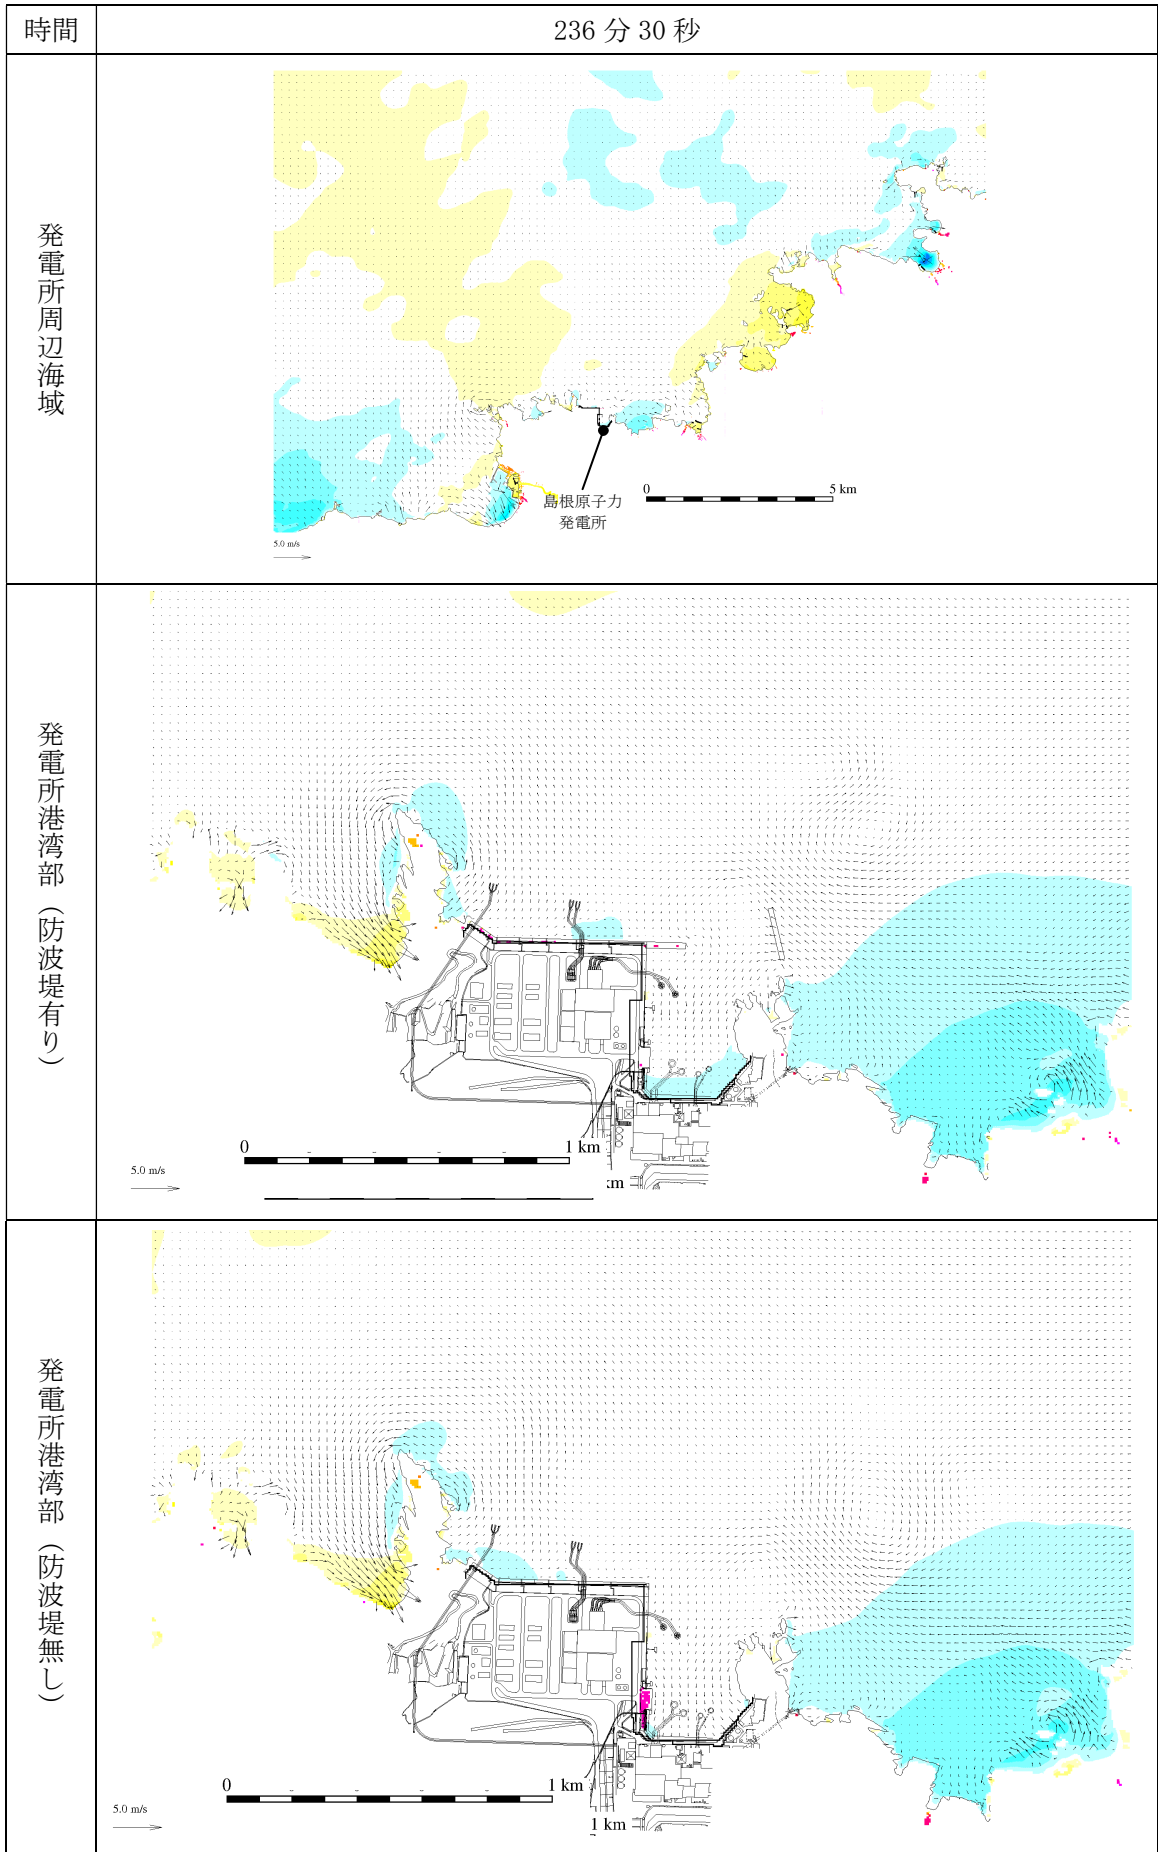 時間
236 分 30 秒
発電所周辺海域
島根原子力
発電所
0
5 km
5.0 m/s
発電所港湾部（防波堤有り）
0
1 km
km
5.0 m/s
発電所港湾部（防波堤無し）
0
1 km
5.0 m/s
1 km